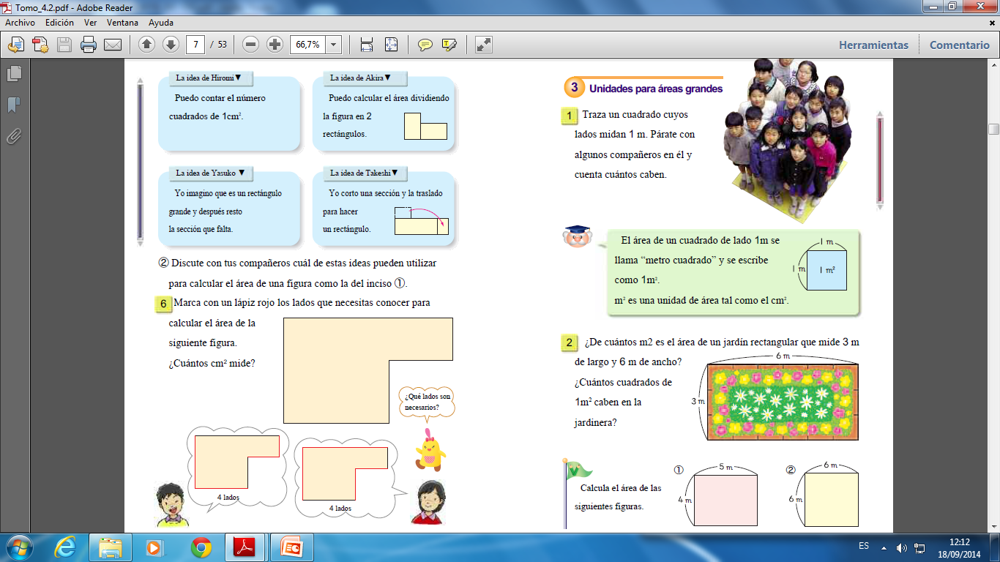 Tomo_4.2.pdf - Adobe Reader
Archivo Edición Ver Ventana Ayuda
7 / 53 66,7% Herramientas Comentario
La idea de Hiromi▼
Puedo contar el número
cuadrados de 1cm².
La idea de Akira▼
Puedo calcular el área dividiendo
la figura en 2
rectángulos.
La idea de Yasuko ▼
Yo imagino que es un rectángulo
grande y después resto
la sección que falta.
La idea de Takeshi▼
Yo corto una sección y la traslado
para hacer
un rectángulo.
② Discute con tus compañeros cuál de estas ideas pueden utilizar
para calcular el área de una figura como la del inciso ①.
6 Marca con un lápiz rojo los lados que necesitas conocer para
calcular el área de la
siguiente figura.
¿Cuántos cm² mide?
¿Qué lados son
necesarios?
4 lados
4 lados
3 Unidades para áreas grandes
1 Traza un cuadrado cuyos
lados midan 1 m. Párate con
algunos compañeros en él y
cuenta cuántos caben.
El área de un cuadrado de lado 1m se
llama “metro cuadrado” y se escribe
como 1m².
m² es una unidad de área tal como el cm².
1 m
1 m
1 m²
2 ¿De cuántos m2 es el área de un jardín rectangular que mide 3 m
de largo y 6 m de ancho?
¿Cuántos cuadrados de
1m² caben en la
jardinera?
6 m
3 m
Calcula el área de las
siguientes figuras.
①
5 m
4 m
②
6 m
6 m
ES
12:12
18/09/2014